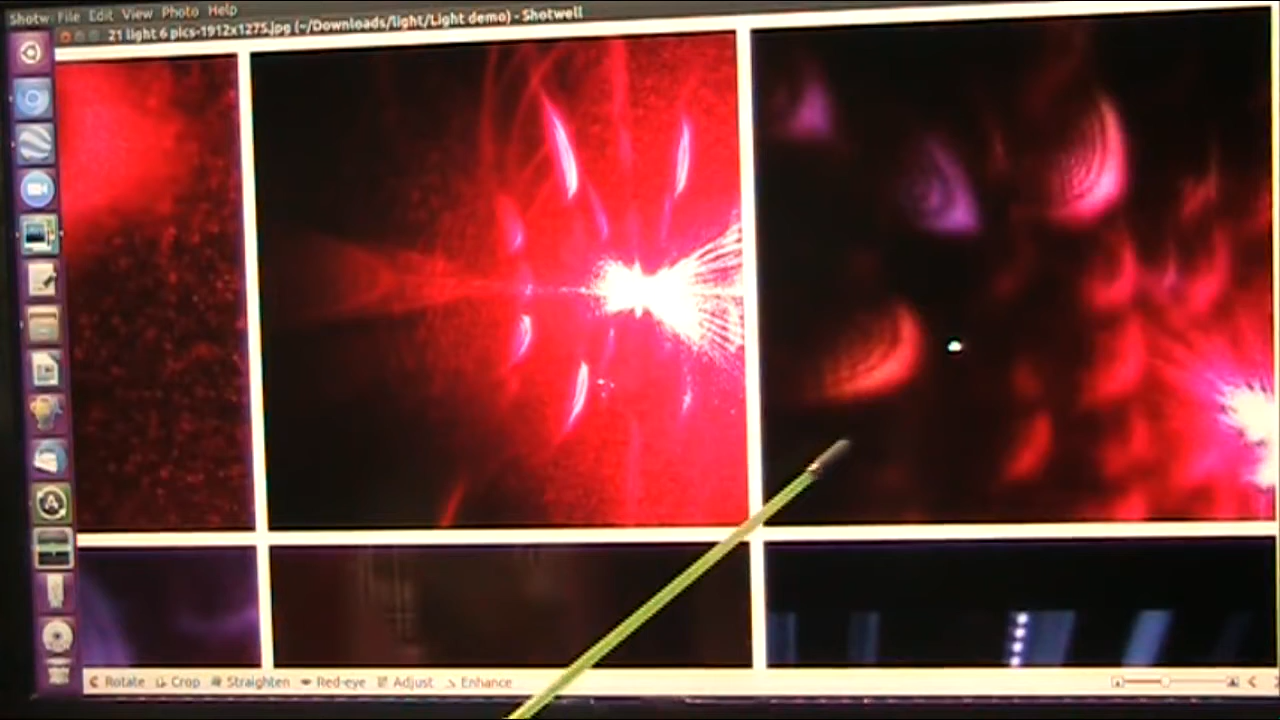 Shotw File Edit View Photo Help
21 light 6 pics-1912x1275.jpg (~/Downloads/light/Light demo) - Shotwell
Rotate Crop Straighten Red-eye Adjust Enhance